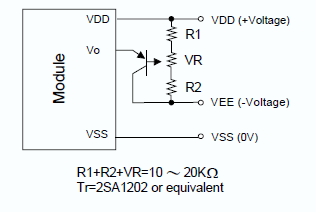 VDD
VDD (+Voltage)
R1
Vo
VR
Module
R2
VEE (-Voltage)
VSS
VSS (0V)
R1+R2+VR=10 ～ 20KΩ
Tr=2SA1202 or equivalent